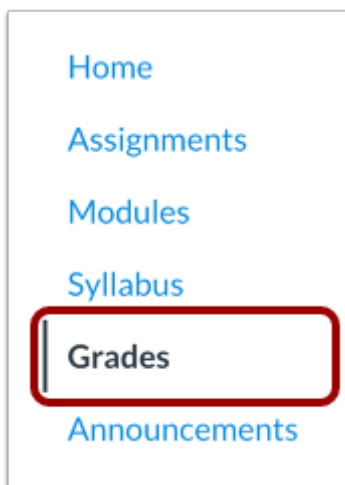 Home
Assignments
Modules
Syllabus
Grades
Announcements